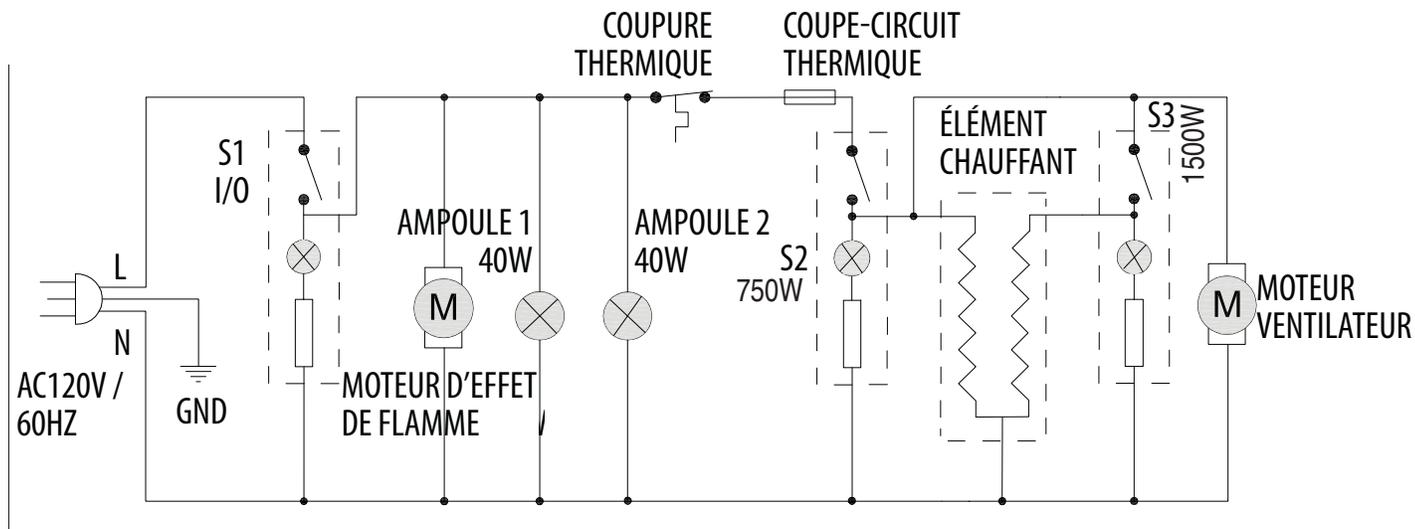 COUPURE
THERMIQUE
COUPE-CIRCUIT
THERMIQUE
S1
I/O
ÉLÉMENT
CHAUFFANT
S3
1500W
AMPOULE 1
40W
AMPOULE 2
40W
S2
750W
L
N
M
M
MOTEUR
VENTILATEUR
AC120V /
60HZ
GND
MOTEUR D'EFFET
DE FLAMME